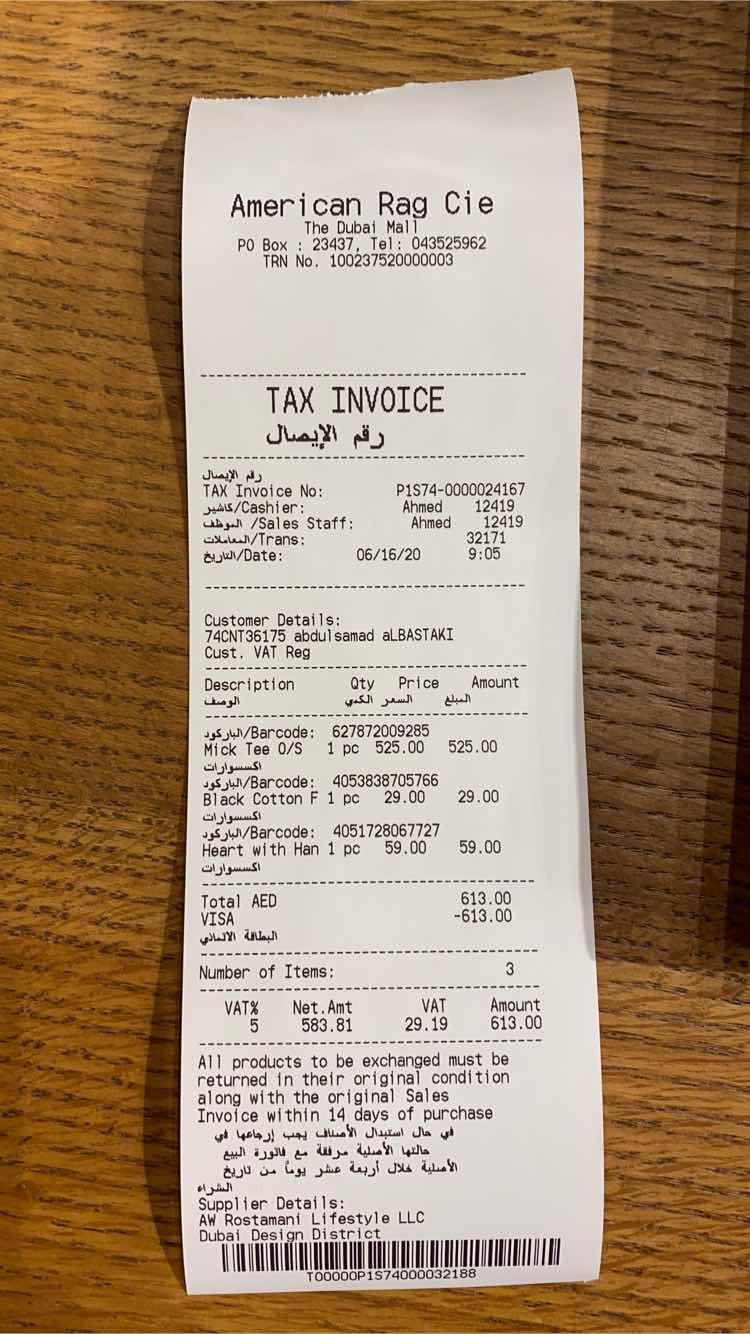 American Rag Cie
The Dubai Mall
PO Box : 23437, Tel: 043525962
TRN No. 100237520000003
TAX INVOICE
رقم الإيصال
رقم الإيصال
TAX Invoice No: P1S74-0000024167
كاشير/Cashier: Ahmed 12419
الموظف /Sales Staff: Ahmed 12419
المعاملات/Trans: 32171
التاريخ/Date: 06/16/20 9:05
Customer Details:
74CNT36175 abdulsamad aLBASTAKI
Cust. VAT Reg
Description Qty Price Amount
الوصف الكمي السعر المبلغ
الباركود/Barcode: 627872009285
Mick Tee O/S 1 pc 525.00 525.00
اكسسوارات
الباركود/Barcode: 4053838705766
Black Cotton F 1 pc 29.00 29.00
اكسسوارات
الباركود/Barcode: 4051728067727
Heart with Han 1 pc 59.00 59.00
اكسسوارات
Total AED 613.00
VISA -613.00
البطاقة الائتماني
Number of Items: 3
VAT% Net.Amt VAT Amount
5 583.81 29.19 613.00
All products to be exchanged must be
returned in their original condition
along with the original Sales
Invoice within 14 days of purchase
في حال استبدال الأصناف يجب إرجاعها في
حالتها الأصلية مرفقة مع فاتورة البيع
الأصلية خلال أربعة عشر يوماً من تاريخ
الشراء
Supplier Details:
AW Rostamani Lifestyle LLC
Dubai Design District
T00000P1S74000032188